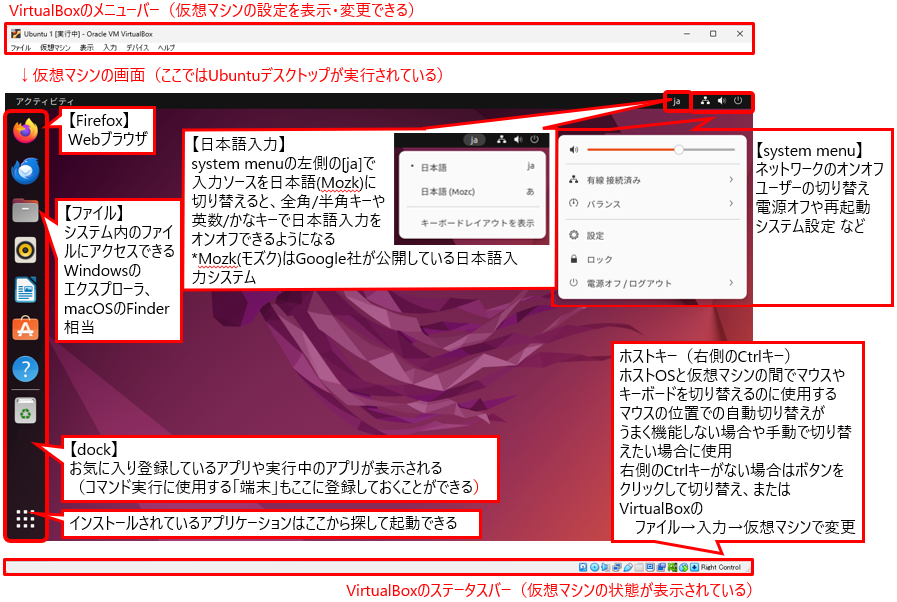 VirtualBoxのメニューバー（仮想マシンの設定を表示・変更できる）
Ubuntu 1 [実行中] - Oracle VM VirtualBox
ファイル 仮想マシン 表示 入力 デバイス ヘルプ
↓仮想マシンの画面（ここではUbuntuデスクトップが実行されている）
アクティビティ
ja
【Firefox】
Webブラウザ
【ファイル】
システム内のファイ
ルにアクセスできる
Windowsの
エクスプローラ、
macOSのFinder
相当
【日本語入力】
system menuの左側の[ja]で
入力ソースを日本語(Mozk)に
切り替えると、全角/半角キーや
英数/かなキーで日本語入力を
オンオフできるようになる
*Mozk(モズク)はGoogle社が公開している日本語入
力システム
ja
日本語 ja
日本語 (Mozc) あ
キーボードレイアウトを表示
有線 接続済み
バランス
設定
ロック
電源オフ / ログアウト
【system menu】
ネットワークのオンオフ
ユーザーの切り替え
電源オフや再起動
システム設定 など
ホストキー（右側のCtrlキー）
ホストOSと仮想マシンの間でマウスや
キーボードを切り替えるのに使用する
マウスの位置での自動切り替えが
うまく機能しない場合や手動で切り替
えたい場合に使用
右側のCtrlキーがない場合はボタンを
クリックして切り替え、または
VirtualBoxの
ファイル→入力→仮想マシンで変更
【dock】
お気に入り登録しているアプリや実行中のアプリが表示される
（コマンド実行に使用する「端末」もここに登録しておくことができる）
インストールされているアプリケーションはここから探して起動できる
Right Control
VirtualBoxのステータスバー（仮想マシンの状態が表示されている）